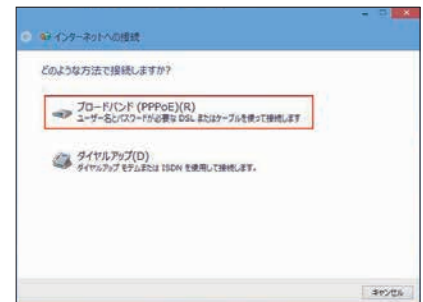 インターネットへの接続
どのような方法で接続しますか?
ブロードバンド (PPPoE)(R)
ユーザー名とパスワードが必要な DSL またはケーブルを使って接続します
ダイヤルアップ(D)
ダイヤルアップ モデムまたは ISDN を使用して接続します。
キャンセル